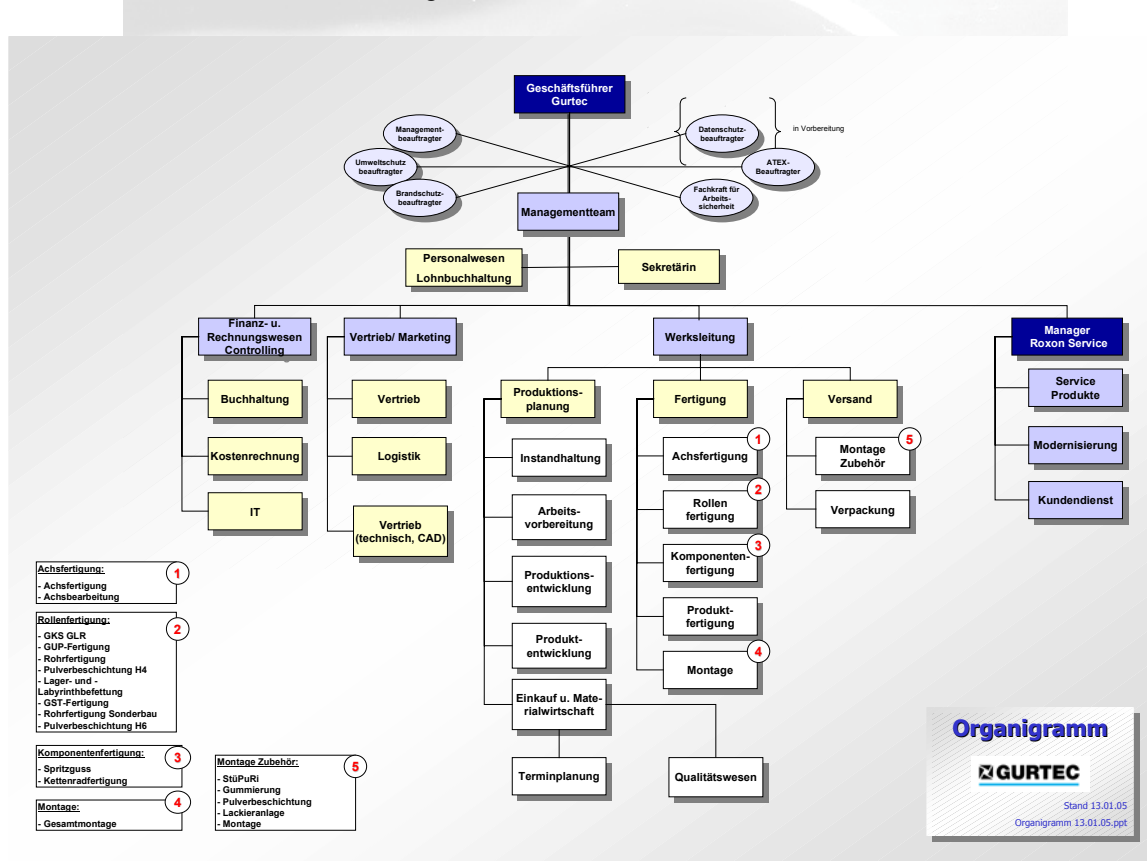 Geschäftsführer
Gurtec
Management-
beauftragter
Datenschutz-
beauftragter
in Vorbereitung
Umweltschutz
beauftragter
ATEX-
Beauftragter
Brandschutz-
beauftragter
Fachkraft für
Arbeits-
sicherheit
Managementteam
Personalwesen
Lohnbuchhaltung
Sekretärin
Finanz- u.
Rechnungswesen
Controlling
Vertrieb/ Marketing
Werksleitung
Manager
Roxon Service
Buchhaltung
Kostenrechnung
IT
Vertrieb
Logistik
Vertrieb
(technisch, CAD)
Produktions-
planung
Instandhaltung
Arbeits-
vorbereitung
Produktions-
entwicklung
Produkt-
entwicklung
Einkauf u. Mate-
rialwirtschaft
Terminplanung
Qualitätswesen
Fertigung
1
Achsfertigung
2
Rollen
fertigung
3
Komponenten-
fertigung
Produkt-
fertigung
4
Montage
Versand
5
Montage
Zubehör
Verpackung
Service
Produkte
Modernisierung
Kundendienst
Achsfertigung:
1
- Achsfertigung
- Achsbearbeitung
Rollenfertigung:
2
- GKS GLR
- GUP-Fertigung
- Rohrfertigung
- Pulverbeschichtung H4
- Lager- und -
Labyrinthbefettung
- GST-Fertigung
- Rohrfertigung Sonderbau
- Pulverbeschichtung H6
Komponentenfertigung:
3
- Spritzguss
- Kettenradfertigung
Montage:
4
- Gesamtmontage
Montage Zubehör:
5
- StüPuRi
- Gummierung
- Pulverbeschichtung
- Lackieranlage
- Montage
Organigramm
GURTEC
Stand 13.01.05
Organigramm 13.01.05.ppt